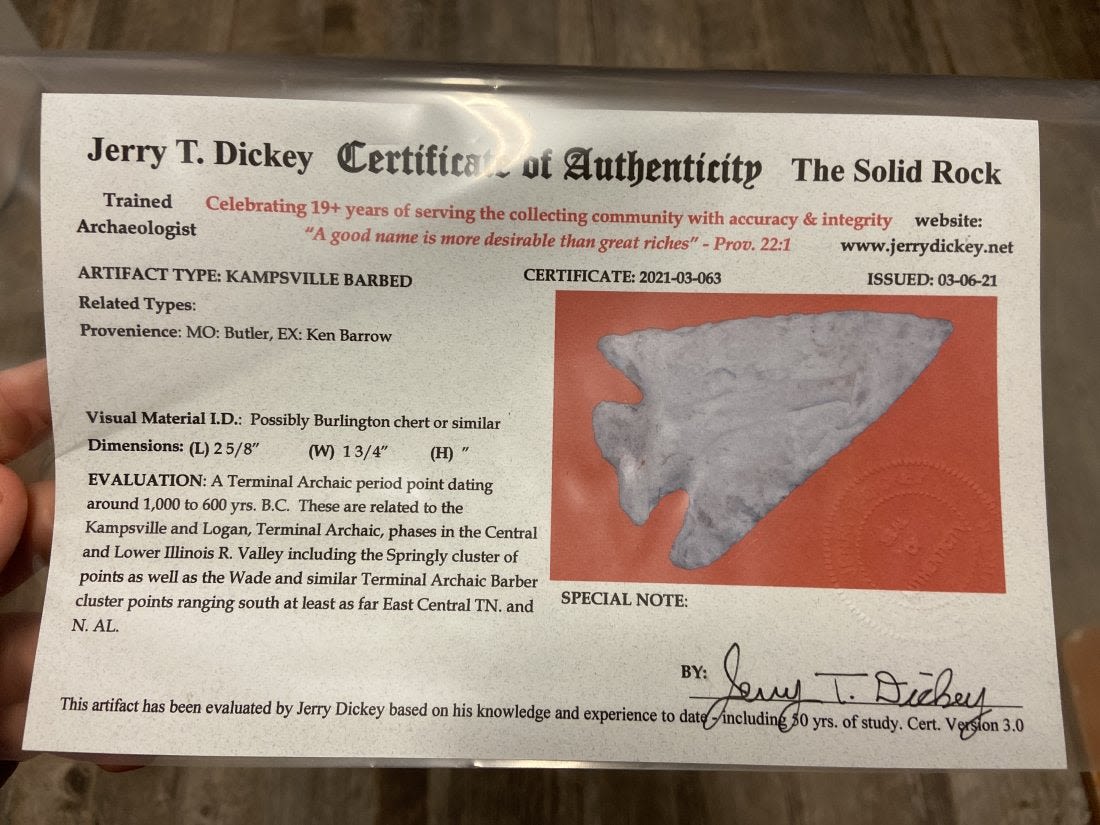 Jerry T. Dickey Certificate of Authenticity The Solid Rock
Trained Archaeologist
Celebrating 19+ years of serving the collecting community with accuracy & integrity
"A good name is more desirable than great riches" - Prov. 22:1
website:
www.jerrydickey.net
ARTIFACT TYPE: KAMPSVILLE BARBED
CERTIFICATE: 2021-03-063
ISSUED: 03-06-21
Related Types:
Provenience: MO: Butler, EX: Ken Barrow
Visual Material I.D.: Possibly Burlington chert or similar
Dimensions: (L) 2 5/8" (W) 1 3/4" (H) "
EVALUATION: A Terminal Archaic period point dating
around 1,000 to 600 yrs. B.C. These are related to the
Kampsville and Logan, Terminal Archaic, phases in the Central
and Lower Illinois R. Valley including the Springly cluster of
points as well as the Wade and similar Terminal Archaic Barber
cluster points ranging south at least as far East Central TN. and
N. AL.
SPECIAL NOTE:
BY: Jerry T. Dickey
This artifact has been evaluated by Jerry Dickey based on his knowledge and experience to date - including 50 yrs. of study. Cert. Version 3.0